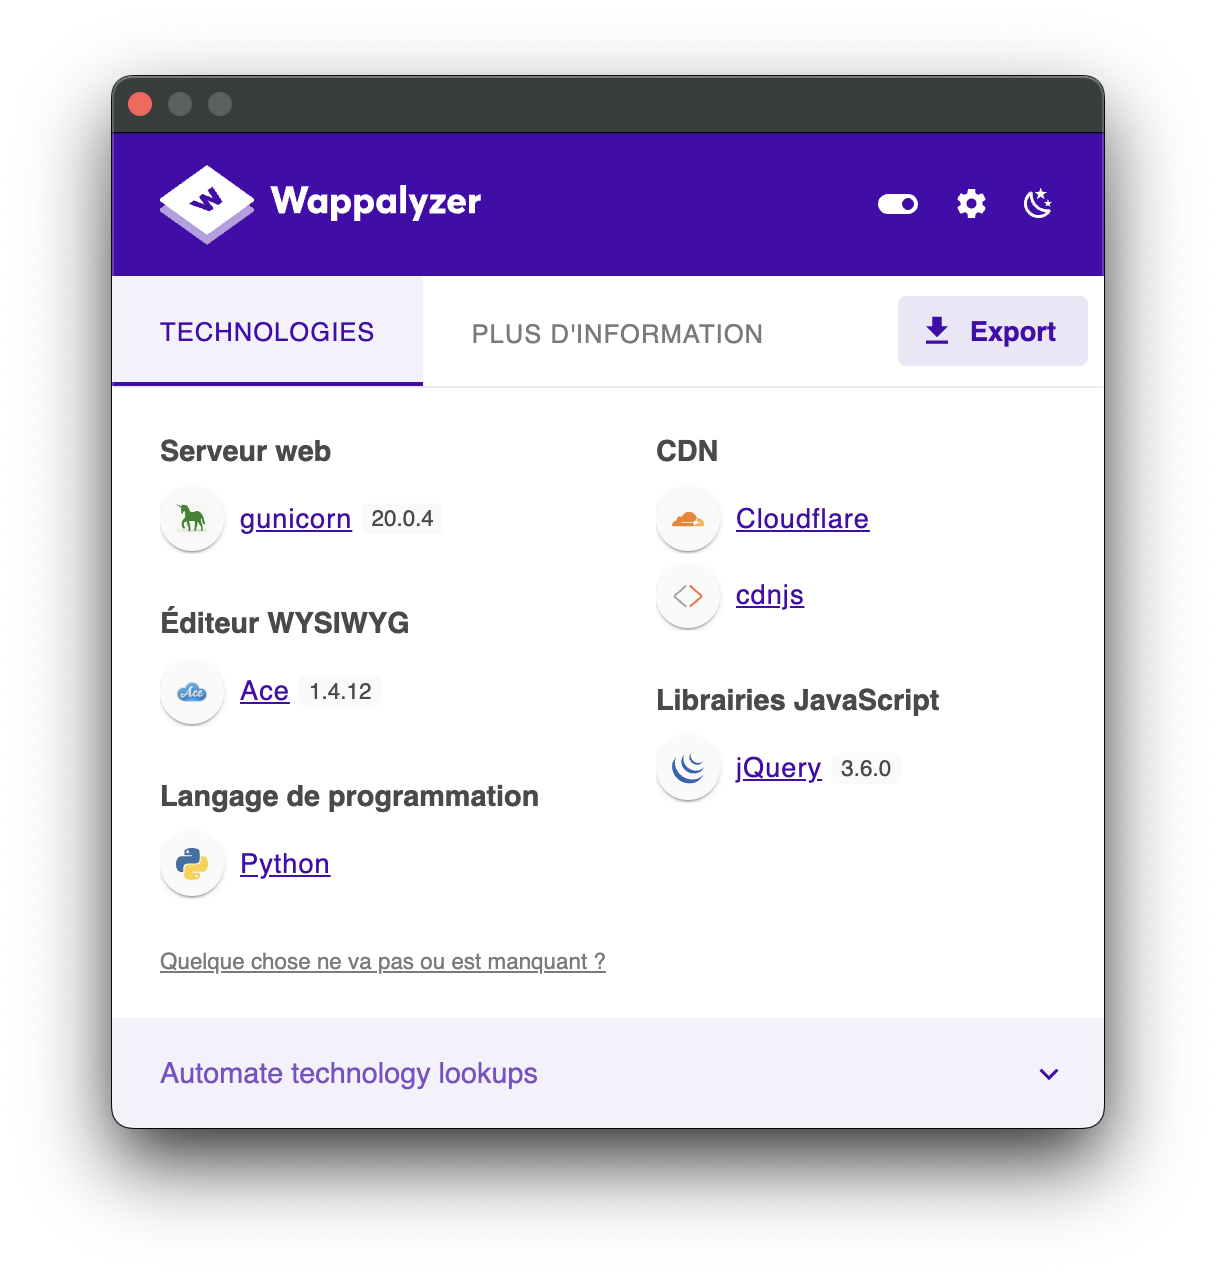 Wappalyzer
TECHNOLOGIES
PLUS D'INFORMATION
Export
Serveur web
gunicorn 20.0.4
Éditeur WYSIWYG
Ace 1.4.12
Langage de programmation
Python
CDN
Cloudflare
cdnjs
Librairies JavaScript
jQuery 3.6.0
Quelque chose ne va pas ou est manquant ?
Automate technology lookups